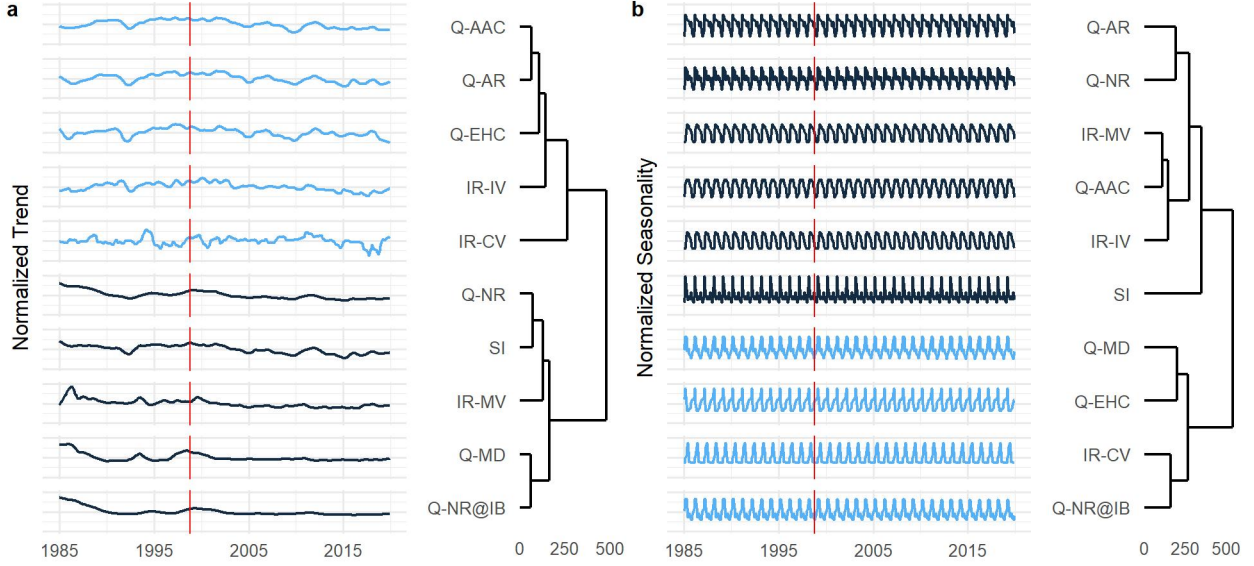 a
Normalized Trend
Q-AAC
Q-AR
Q-EHC
IR-IV
IR-CV
Q-NR
SI
IR-MV
Q-MD
Q-NR@IB
1985 1995 2005 2015
0 250 500
b
Normalized Seasonality
Q-AR
Q-NR
IR-MV
Q-AAC
IR-IV
SI
Q-MD
Q-EHC
IR-CV
Q-NR@IB
1985 1995 2005 2015
0 250 500